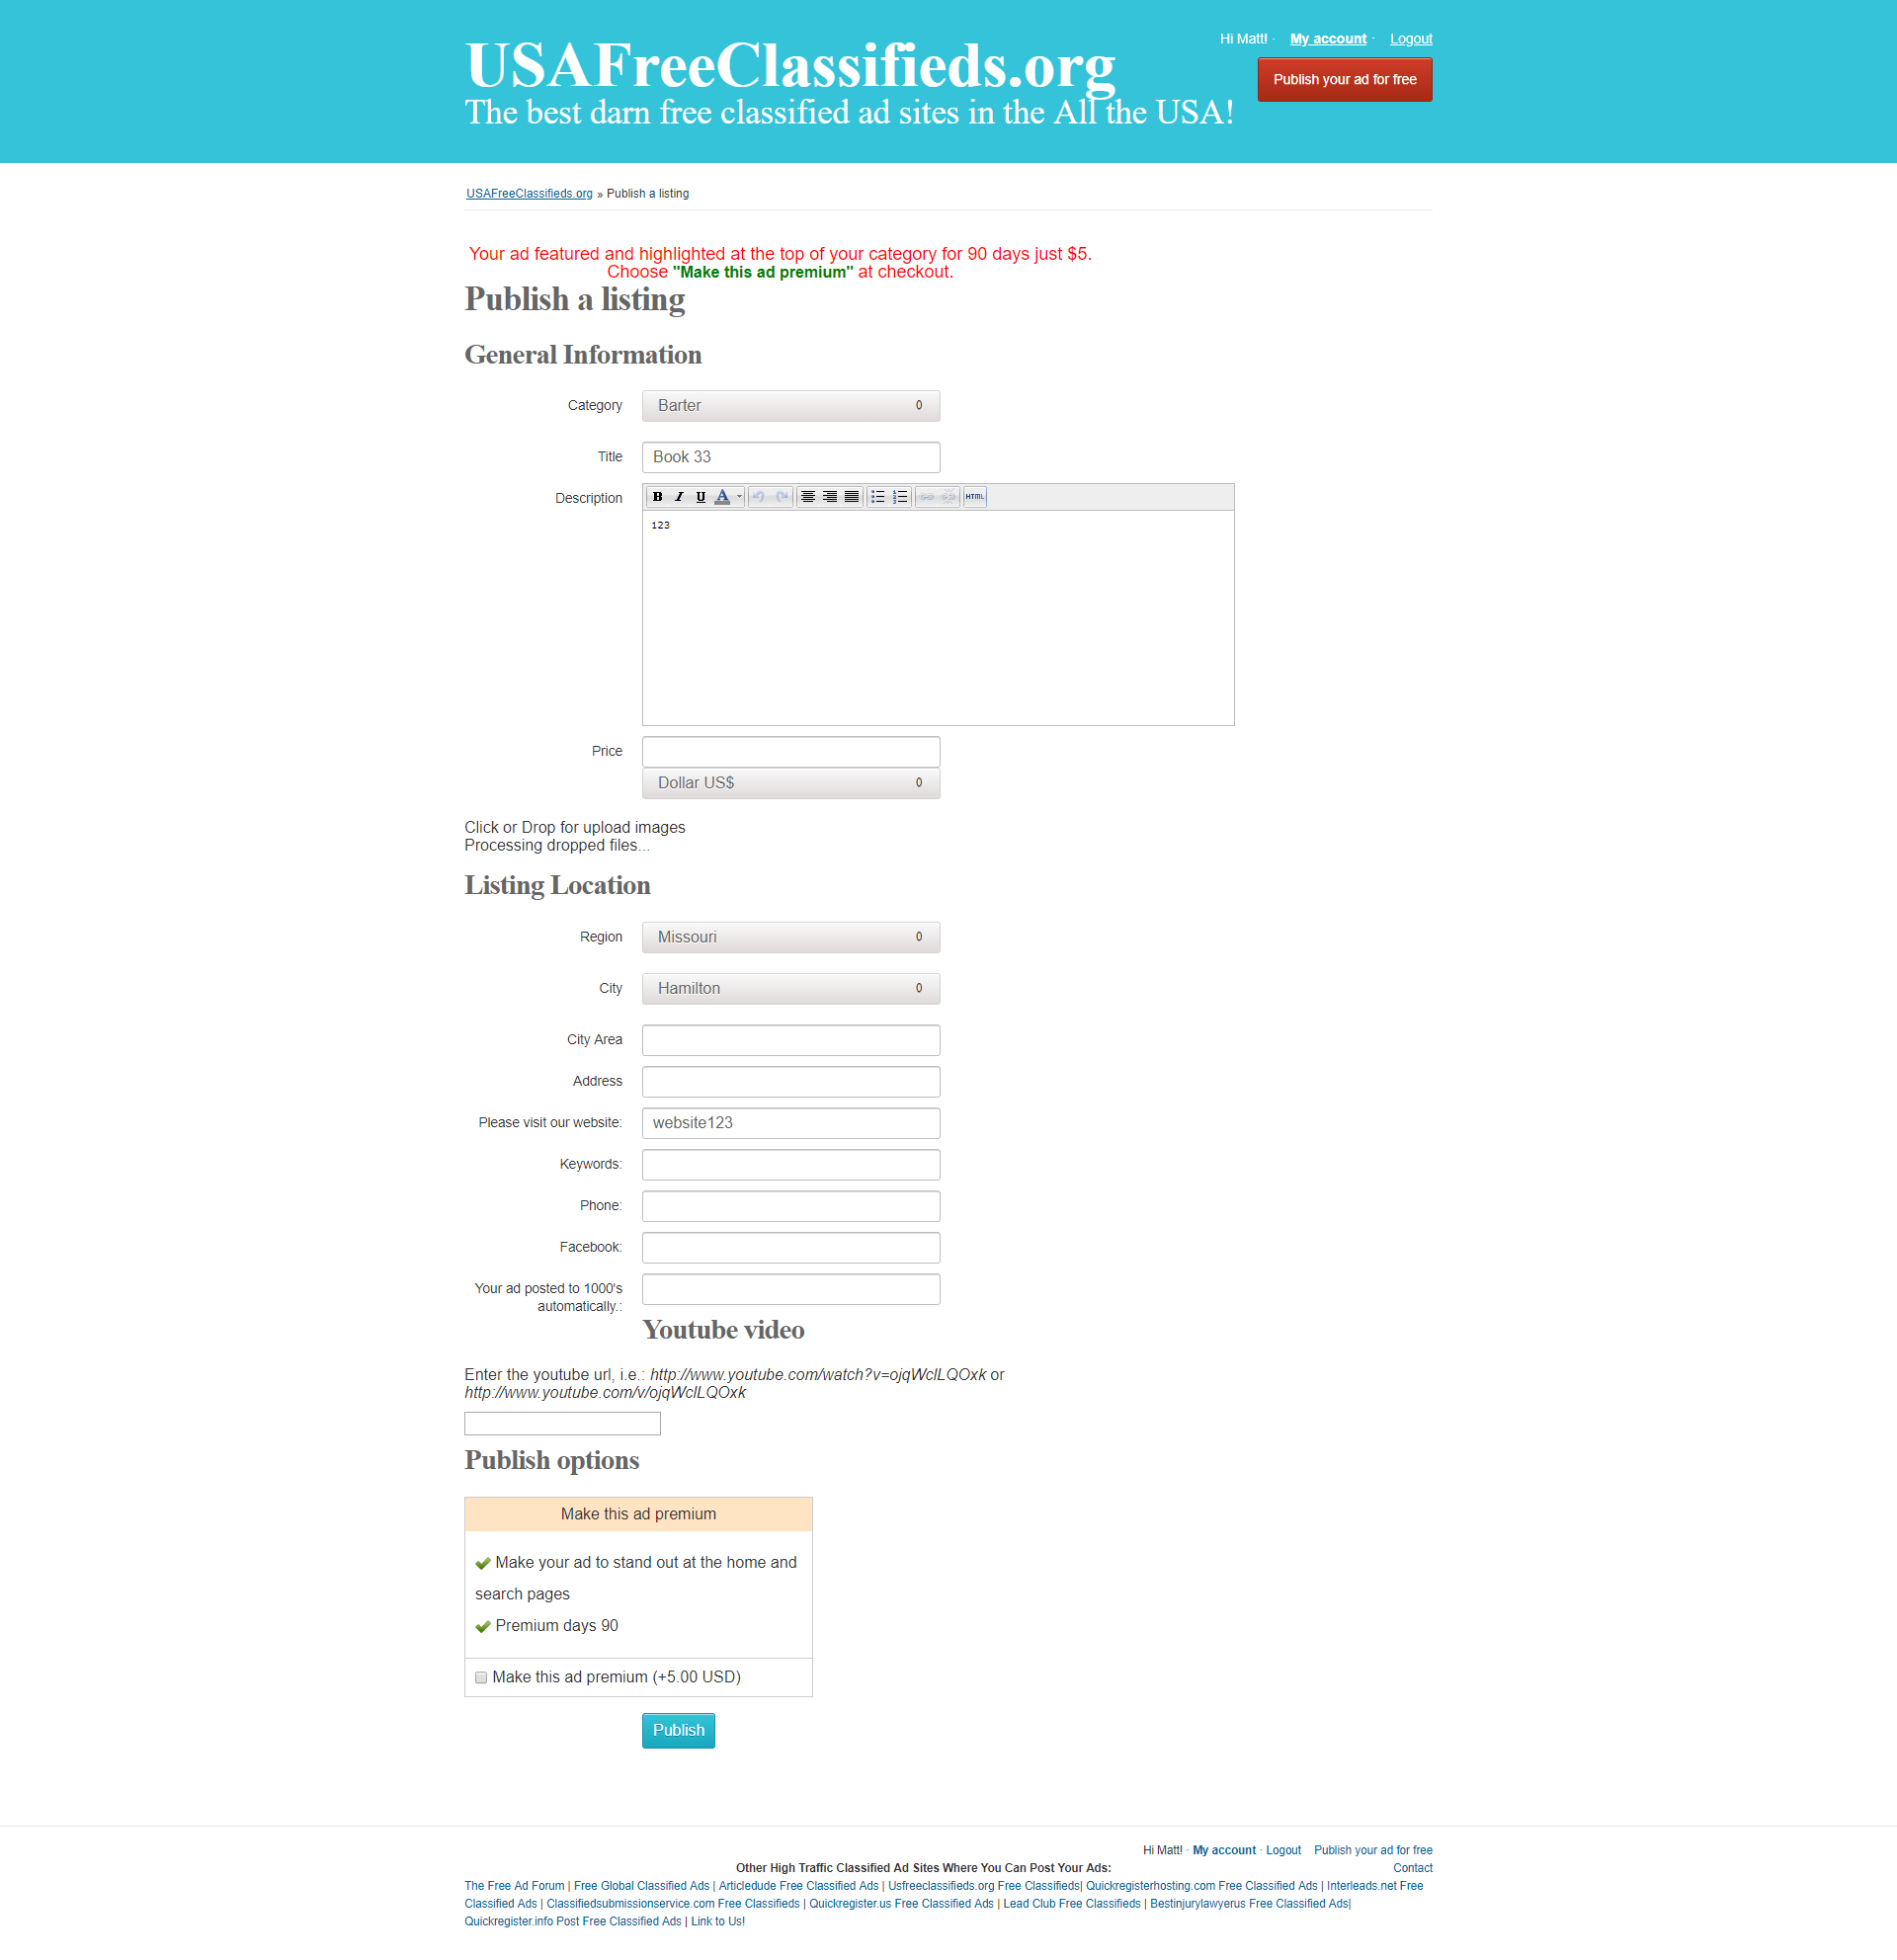 Hi Matt! · My account · Logout
USAFreeClassifieds.org
Publish your ad for free
The best darn free classified ad sites in the All the USA!
USAFreeClassifieds.org » Publish a listing
Your ad featured and highlighted at the top of your category for 90 days just $5.
Choose "Make this ad premium" at checkout.
Publish a listing
General Information
Category Barter
Title Book 33
Description B I U A HTML
123
Price
Dollar US$
Click or Drop for upload images
Processing dropped files...
Listing Location
Region Missouri
City Hamilton
City Area
Address
Please visit our website: website123
Keywords:
Phone:
Facebook:
Your ad posted to 1000's
automatically.:
Youtube video
Enter the youtube url, i.e.: http://www.youtube.com/watch?v=ojqWclLQOxk or
http://www.youtube.com/v/ojqWclLQOxk
Publish options
Make this ad premium
Make your ad to stand out at the home and
search pages
Premium days 90
Make this ad premium (+5.00 USD)
Publish
Hi Matt! · My account · Logout Publish your ad for free
Other High Traffic Classified Ad Sites Where You Can Post Your Ads: Contact
The Free Ad Forum | Free Global Classified Ads | Articledude Free Classified Ads | Usfreeclassifieds.org Free Classifieds| Quickregisterhosting.com Free Classified Ads | Interleads.net Free
Classified Ads | Classifiedsubmissionservice.com Free Classifieds | Quickregister.us Free Classified Ads | Lead Club Free Classifieds | Bestinjurylawyerus Free Classified Ads|
Quickregister.info Post Free Classified Ads | Link to Us!